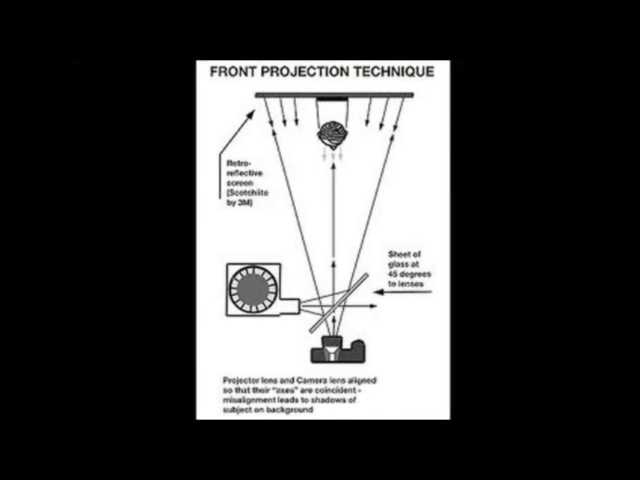 FRONT PROJECTION TECHNIQUE
Retro-
reflective
screen
(Scotchlite
by 3M)
Sheet of
glass at
45 degrees
to lenses
Projector lens and Camera lens aligned
so that their "axes" are coincident -
misalignment leads to shadows of
subject on background